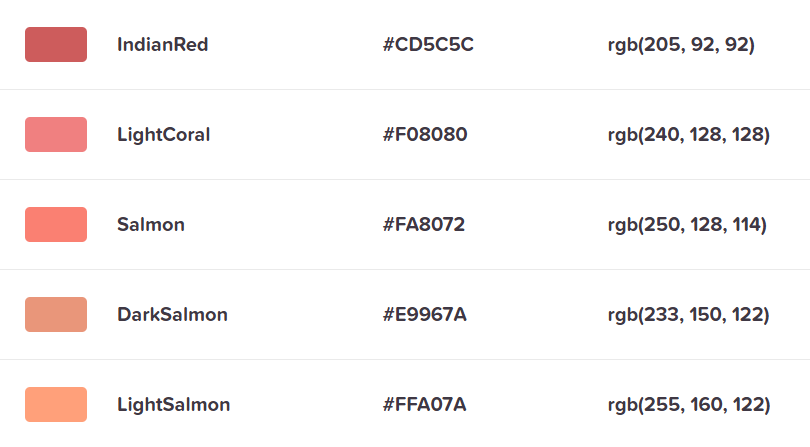 IndianRed #CD5C5C rgb(205, 92, 92)
LightCoral #F08080 rgb(240, 128, 128)
Salmon #FA8072 rgb(250, 128, 114)
DarkSalmon #E9967A rgb(233, 150, 122)
LightSalmon #FFA07A rgb(255, 160, 122)